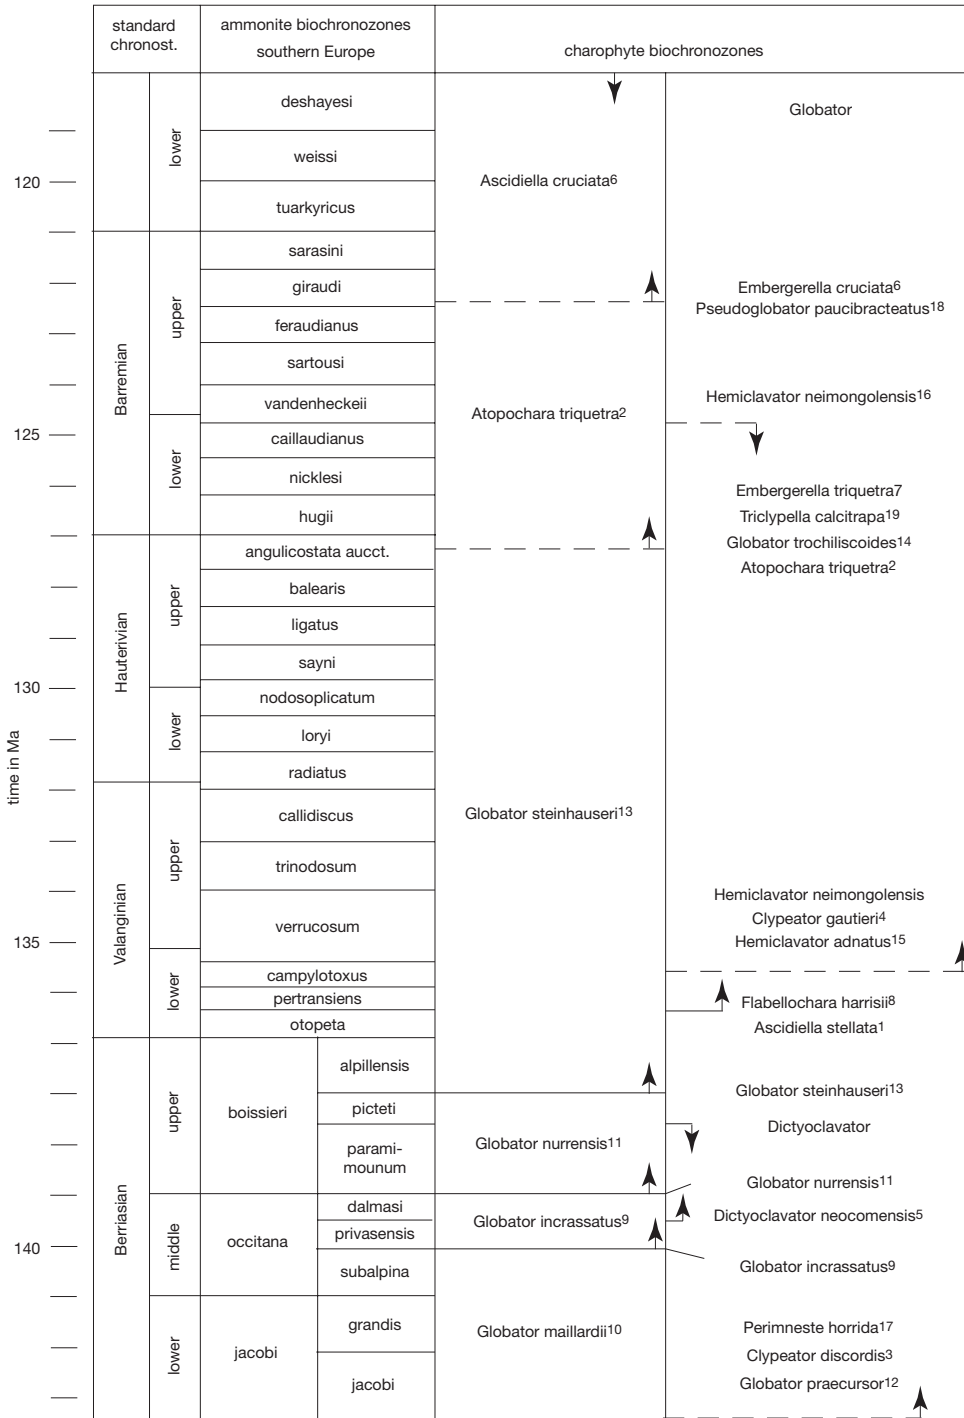 standard
chronost.
ammonite biochronozones
southern Europe
charophyte biochronozones
time in Ma
120
125
130
135
140
lower
Barremian
upper
lower
Hauterivian
upper
lower
Valanginian
upper
lower
Berriasian
upper
middle
lower
deshayesi
weissi
tuarkyricus
sarasini
giraudi
feraudianus
sartousi
vandenheckeii
caillaudianus
nicklesi
hugii
angulicostata aucct.
balearis
ligatus
sayni
nodosoplicatum
loryi
radiatus
callidiscus
trinodosum
verrucosum
campylotoxus
pertransiens
otopeta
boissieri
alpillensis
picteti
parami-
mounum
occitana
dalmasi
privasensis
subalpina
jacobi
grandis
jacobi
Ascidiella cruciata6
Atopochara triquetra2
Globator steinhauseri13
Globator nurrensis11
Globator incrassatus9
Globator maillardii10
Globator
Embergerella cruciata6
Pseudoglobator paucibracteatus18
Hemiclavator neimongolensis16
Embergerella triquetra7
Triclypella calcitrapa19
Globator trochiliscoides14
Atopochara triquetra2
Hemiclavator neimongolensis
Clypeator gautieri4
Hemiclavator adnatus15
Flabellochara harrisii8
Ascidiella stellata1
Globator steinhauseri13
Dictyoclavator
Globator nurrensis11
Dictyoclavator neocomensis5
Globator incrassatus9
Perimneste horrida17
Clypeator discordis3
Globator praecursor12